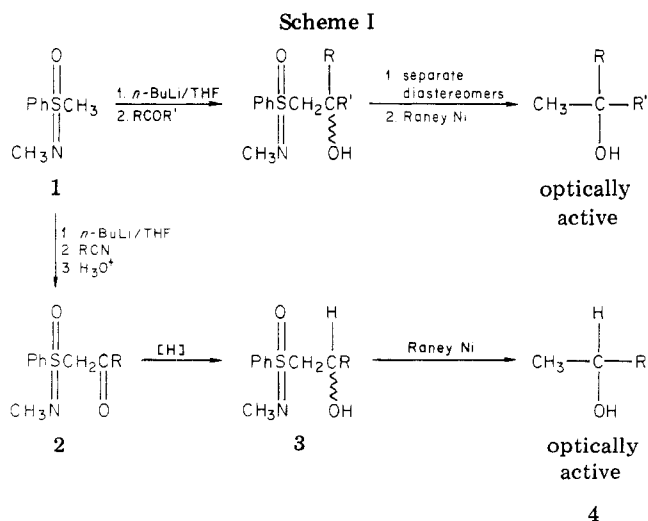 Scheme I
O
PhSCH₃
CH₃N
1
1. n-BuLi/THF
2. RCOR'
O
R
PhSCH₂CR'
CH₃N
OH
1 separate
diastereomers
2. Raney Ni
R
CH₃—C—R'
OH
optically
active
1 n-BuLi/THF
2 RCN
3 H₃O⁺
O
PhSCH₂CR
CH₃N
O
2
[H]
O
H
PhSCH₂CR
CH₃N
OH
3
Raney Ni
H
CH₃—C—R
OH
optically
active
4